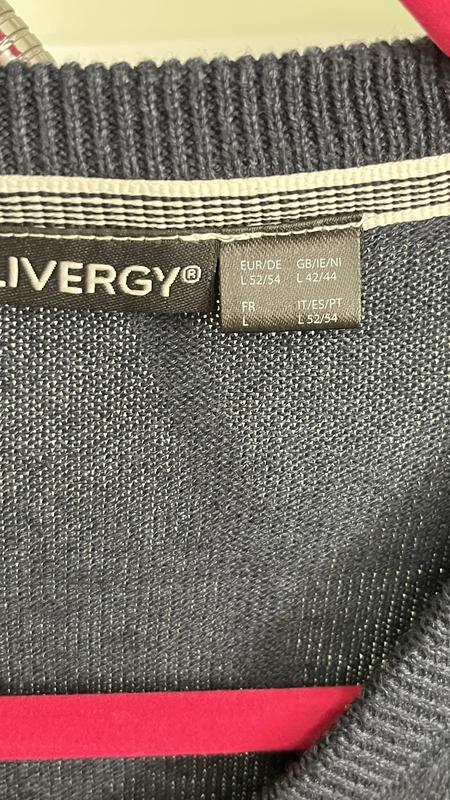 LIVERGY®
EUR/DE GB/IE/NI
L 52/54 L 42/44
FR IT/ES/PT
L L 52/54